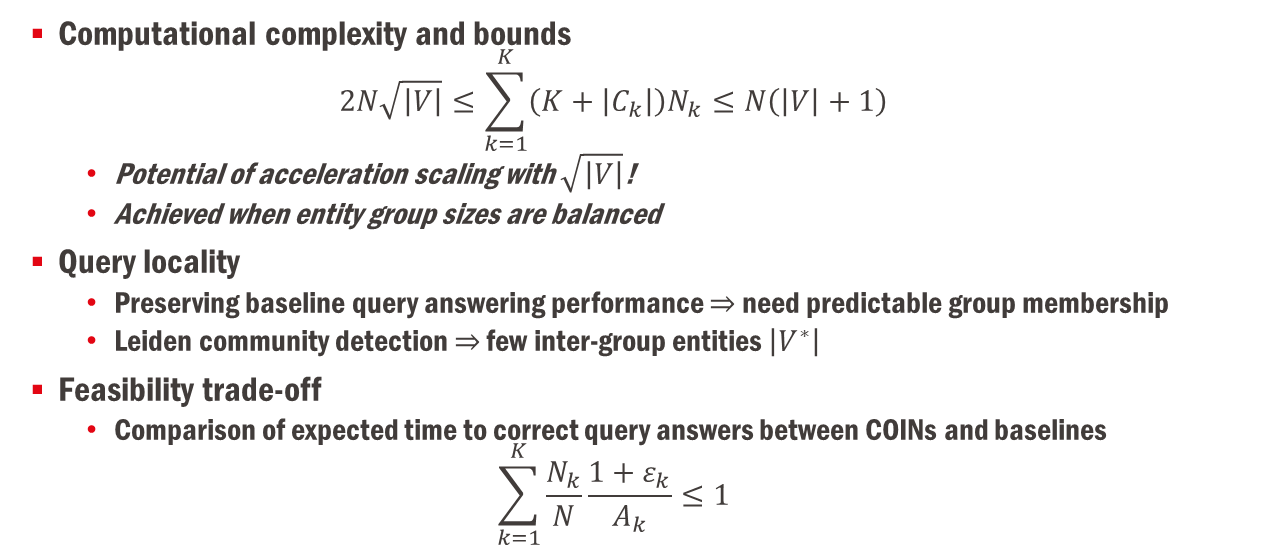 ▪ Computational complexity and bounds
2N√|V| ≤ ∑_{k=1}^{K} (K + |C_k|)N_k ≤ N(|V| + 1)
• Potential of acceleration scaling with √|V| !
• Achieved when entity group sizes are balanced
▪ Query locality
• Preserving baseline query answering performance ⇒ need predictable group membership
• Leiden community detection ⇒ few inter-group entities |V*|
▪ Feasibility trade-off
• Comparison of expected time to correct query answers between COINs and baselines
∑_{k=1}^{K} \frac{N_k}{N} \frac{1 + ε_k}{A_k} ≤ 1